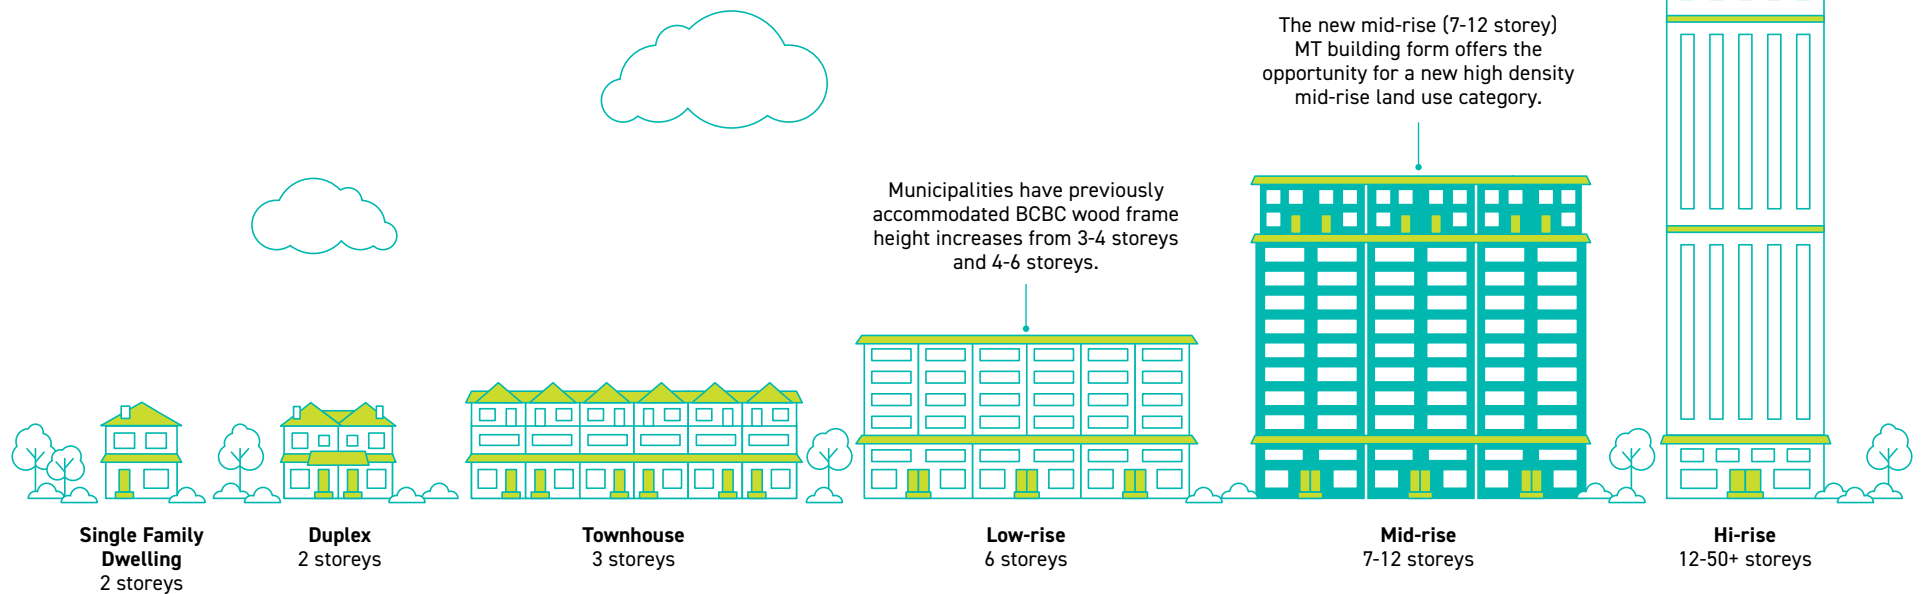 The new mid-rise (7-12 storey)
MT building form offers the
opportunity for a new high density
mid-rise land use category.
Municipalities have previously
accommodated BCBC wood frame
height increases from 3-4 storeys
and 4-6 storeys.
Single Family
Dwelling
2 storeys
Duplex
2 storeys
Townhouse
3 storeys
Low-rise
6 storeys
Mid-rise
7-12 storeys
Hi-rise
12-50+ storeys